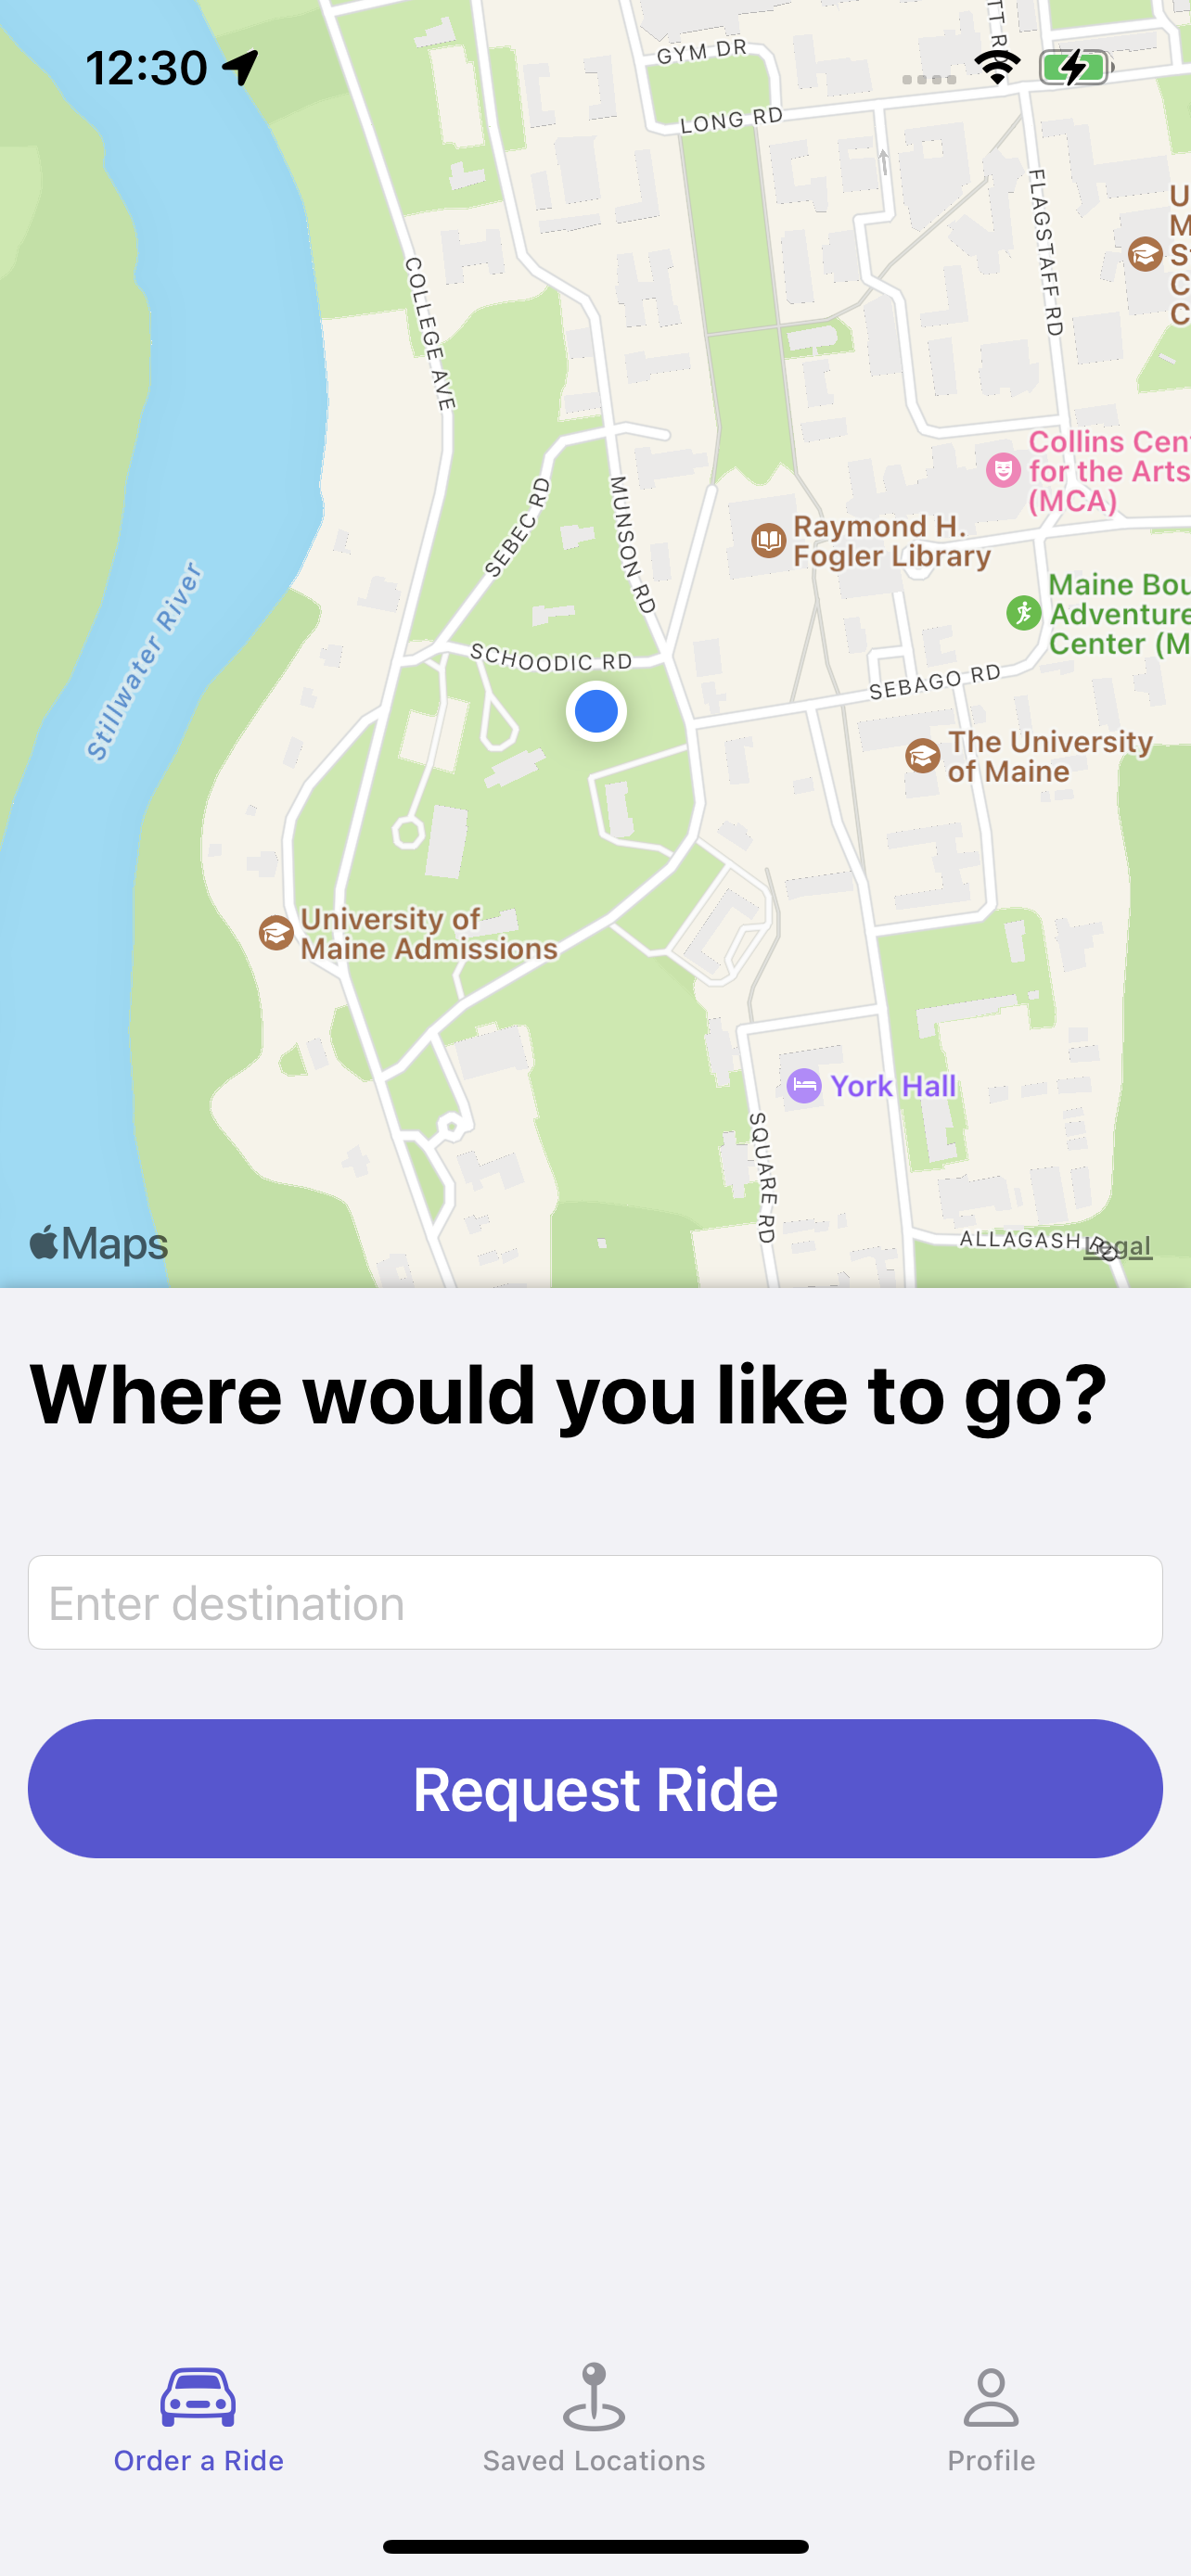 12:30
GYM DR
LONG RD
FLAGSTAFF RD
COLLEGE AVE
Collins Cen
for the Arts
(MCA)
SEBEC RD
MUNSON RD
Raymond H.
Fogler Library
Maine Bou
Adventure
Center (M
Stillwater River
SCHOODIC RD
SEBAGO RD
The University
of Maine
University of
Maine Admissions
York Hall
SQUARE RD
ALLAGASH RD
Maps
Legal
Where would you like to go?
Enter destination
Request Ride
Order a Ride
Saved Locations
Profile